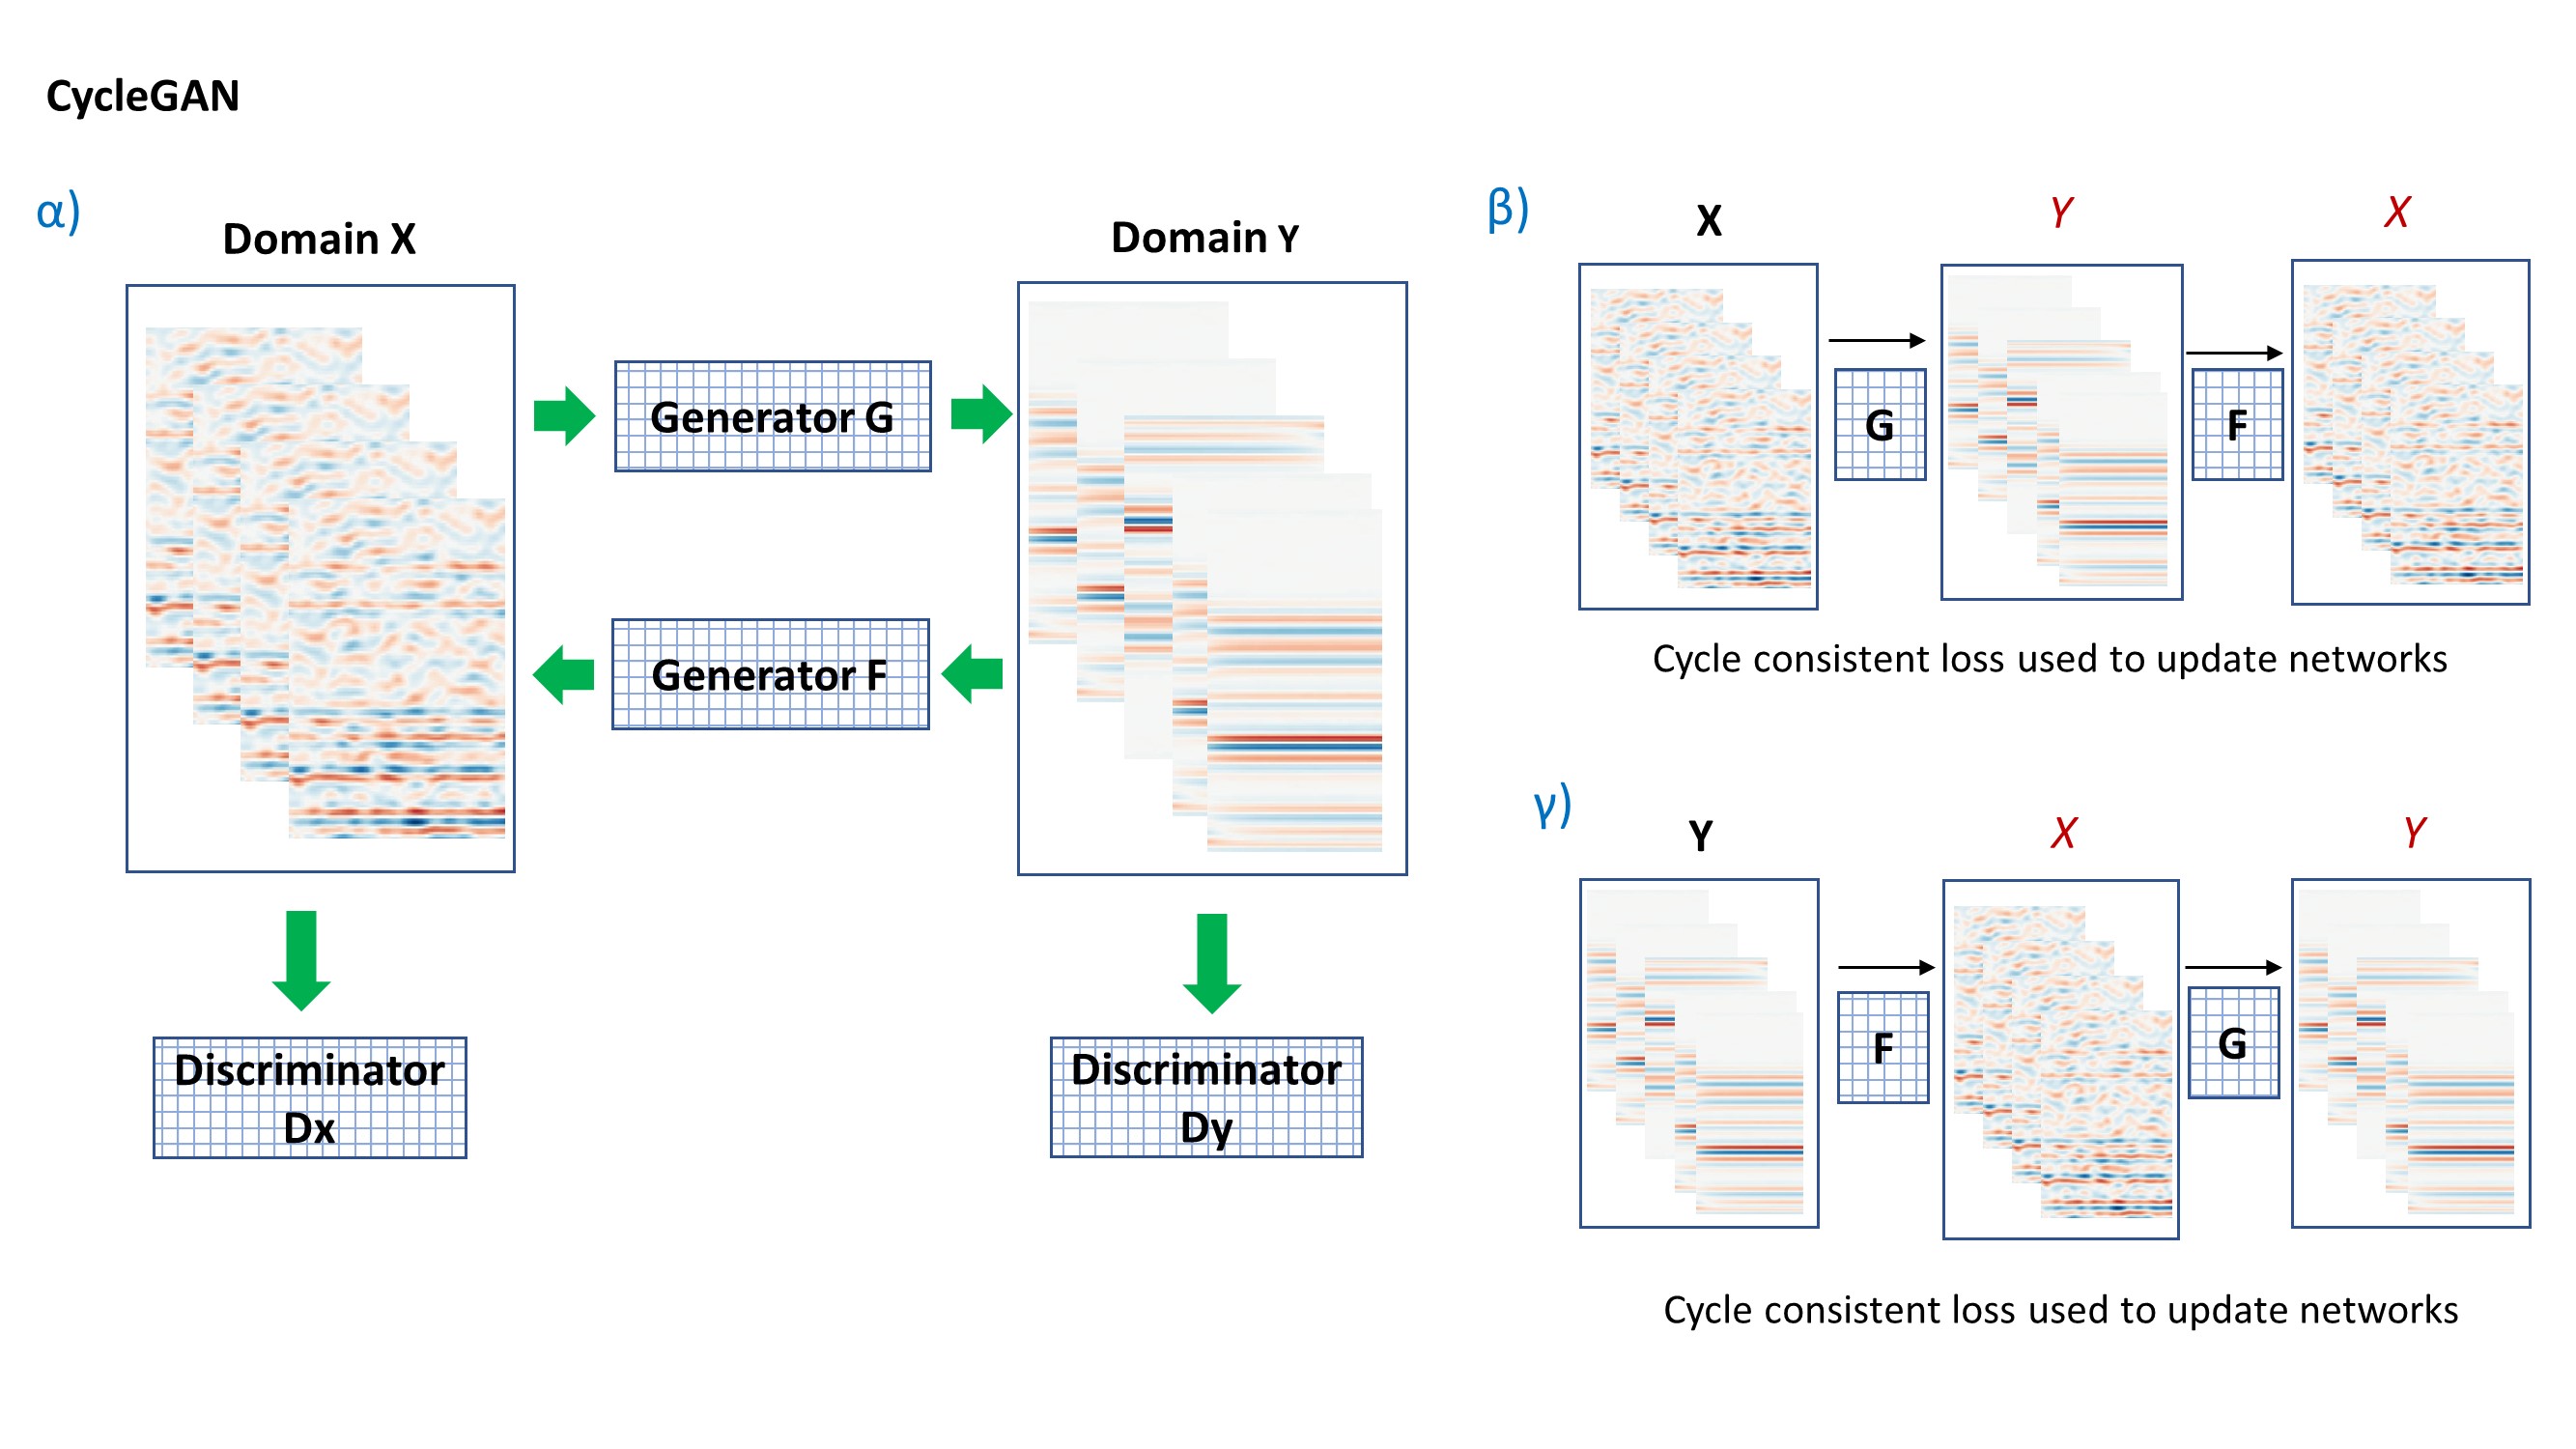 CycleGAN
α)
Domain X
Domain Y
Generator G
Generator F
Discriminator
Dx
Discriminator
Dy
β)
X
Y
X
G
F
Cycle consistent loss used to update networks
γ)
Y
X
Y
F
G
Cycle consistent loss used to update networks